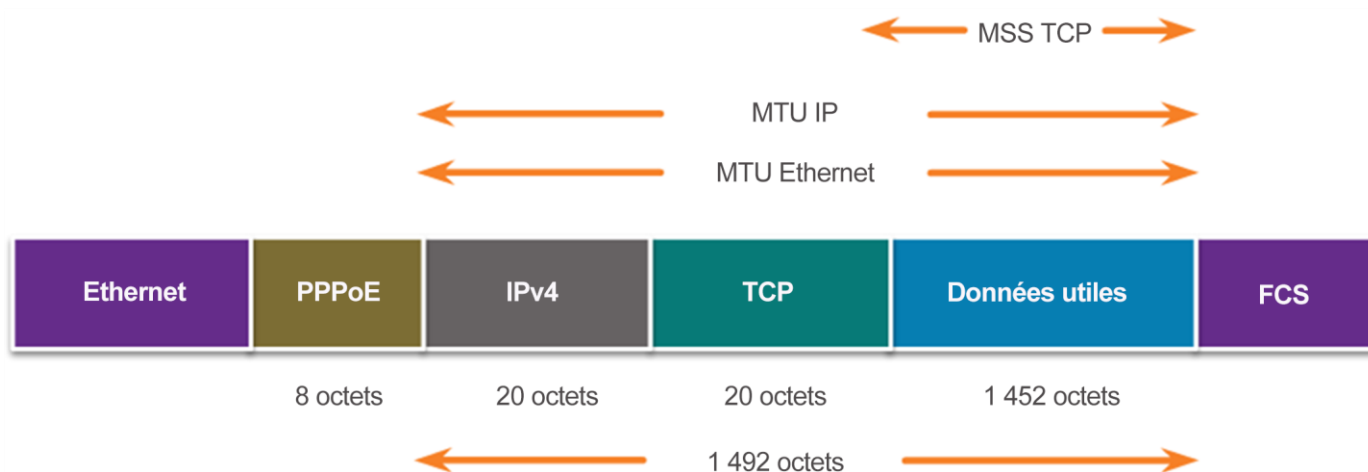 MSS TCP
MTU IP
MTU Ethernet
Ethernet PPPoE IPv4 TCP Données utiles FCS
8 octets 20 octets 20 octets 1 452 octets
1 492 octets